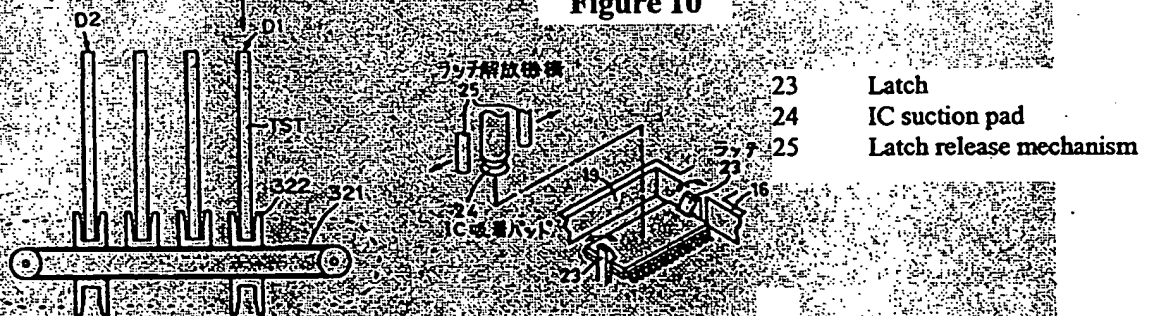 Figure 10
D2
D1
TST
322
321
ラッチ解放機構
25
24
IC吸着パッド
ラッチ
23
19
16
23
23 Latch
24 IC suction pad
25 Latch release mechanism